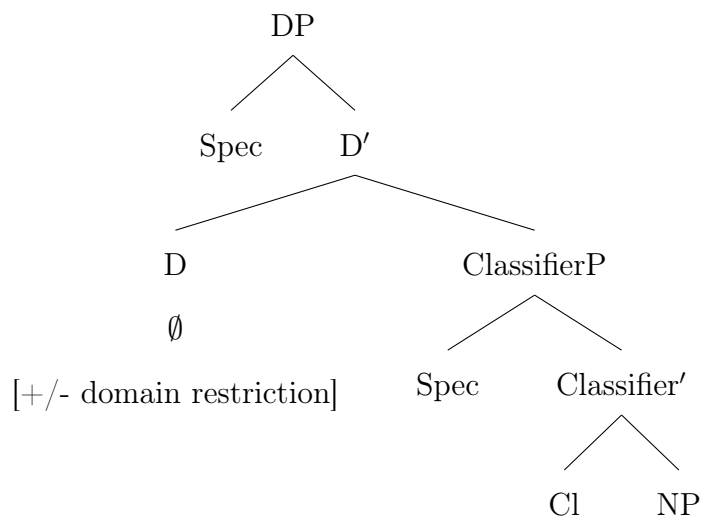 DP
Spec D′
D ClassifierP
∅
[+/- domain restriction] Spec Classifier′
Cl NP